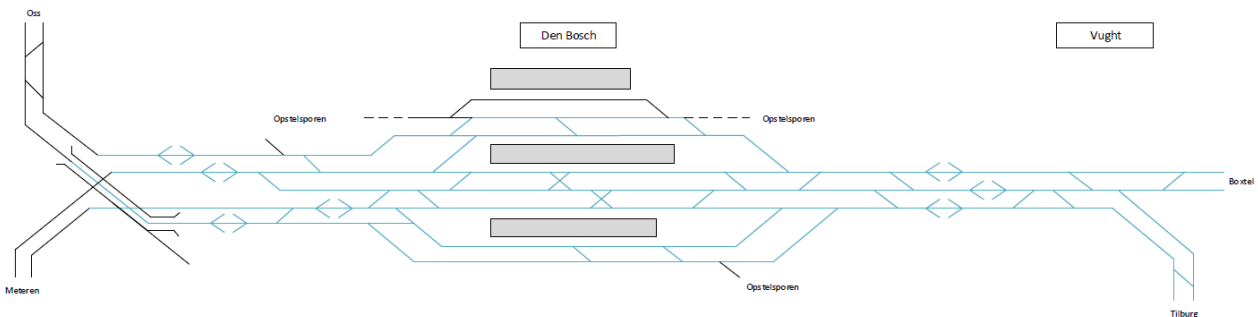 Oss
Den Bosch
Vught
Opstelsporen
Opstelsporen
Boxtel
Meteren
Opstelsporen
Tilburg